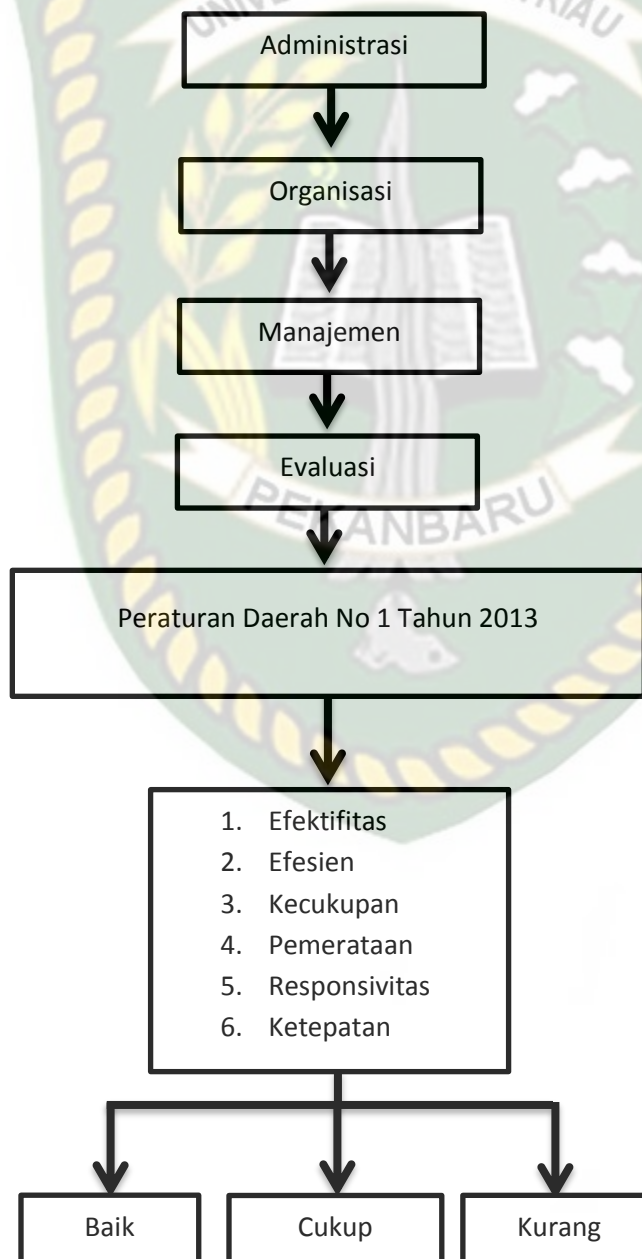 Administrasi
Organisasi
Manajemen
Evaluasi
PEKANBARU
Peraturan Daerah No 1 Tahun 2013
1. Efektifitas
2. Efesien
3. Kecukupan
4. Pemerataan
5. Responsivitas
6. Ketepatan
Baik Cukup Kurang